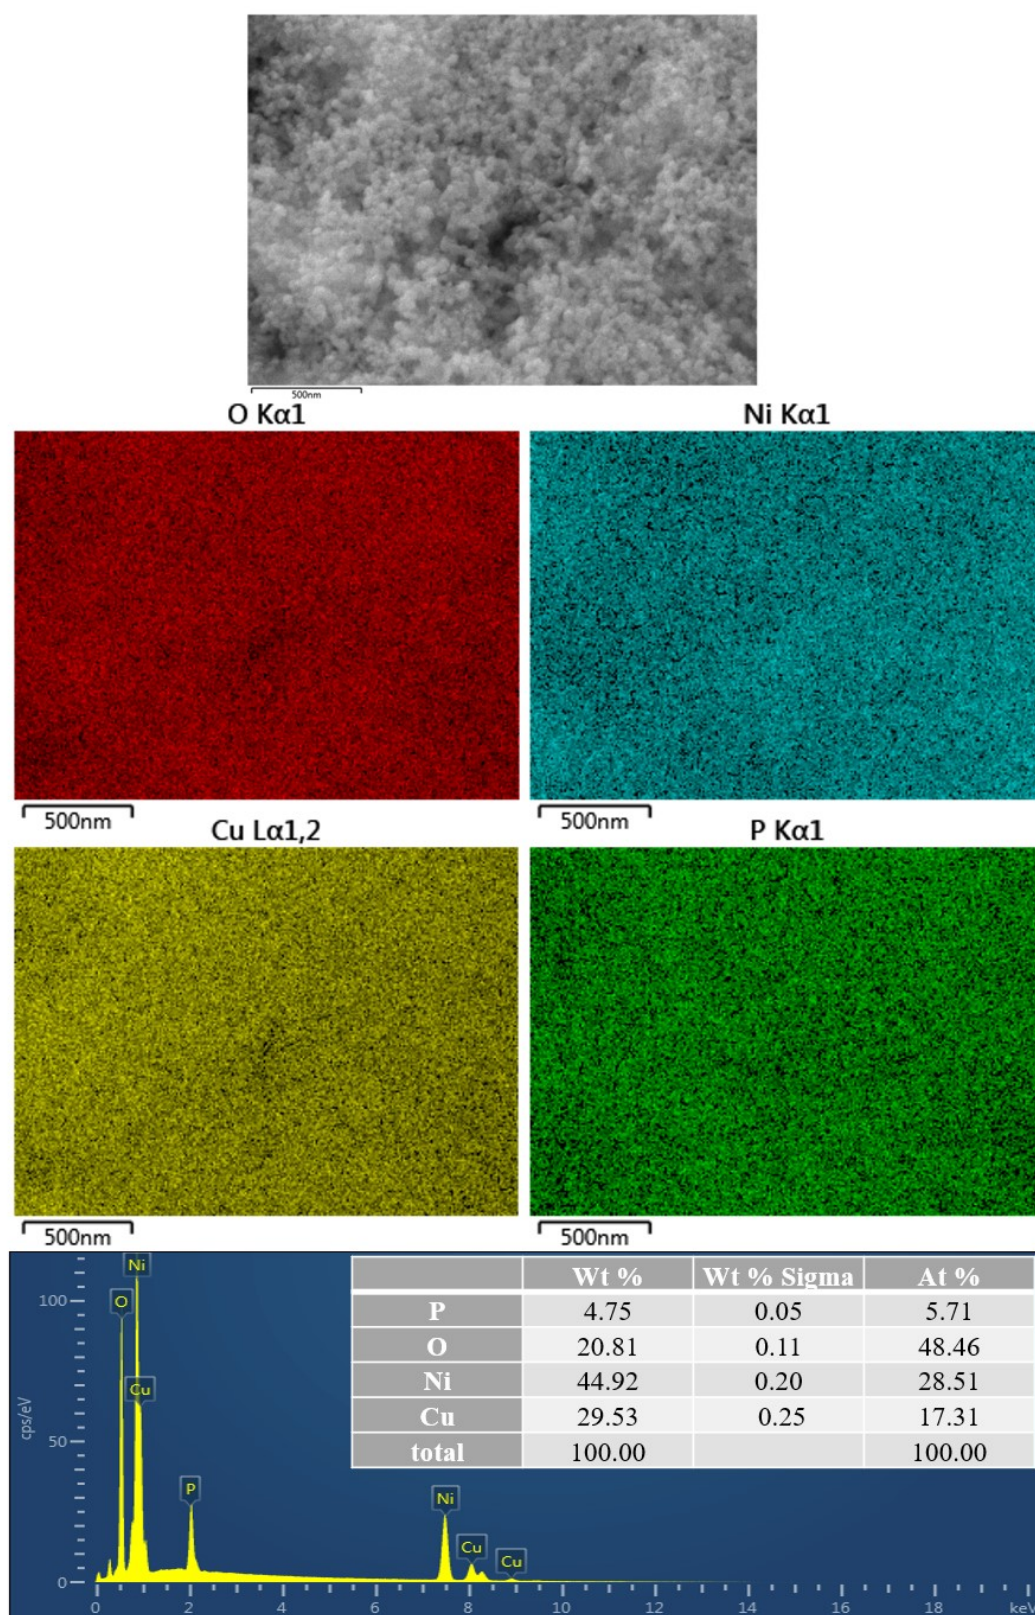 500nm
O Kα1
Ni Kα1
500nm
500nm
Cu Lα1,2
P Kα1
500nm
500nm
Wt % Wt % Sigma At %
P 4.75 0.05 5.71
O 20.81 0.11 48.46
Ni 44.92 0.20 28.51
Cu 29.53 0.25 17.31
total 100.00 100.00
cps/eV
100
50
0
Ni
O
Cu
P
Ni
Cu
Cu
0 2 4 6 8 10 12 14 16 18 keV